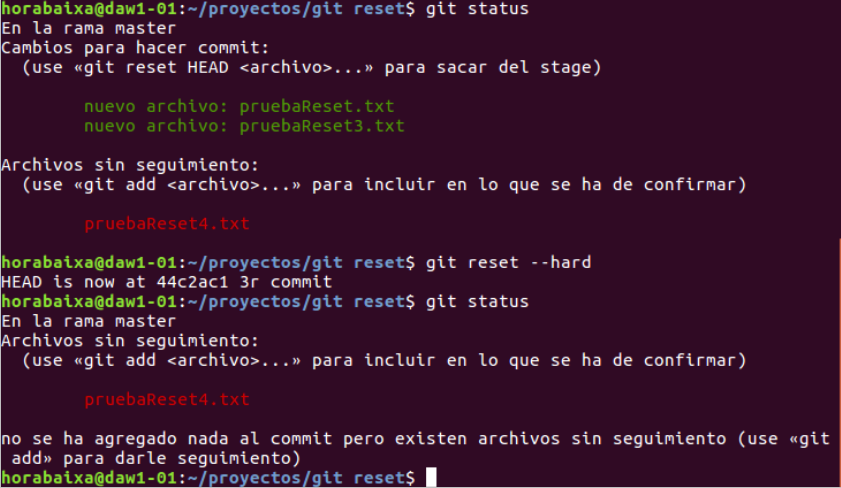 horabaixa@daw1-01:~/proyectos/git reset$ git status
En la rama master
Cambios para hacer commit:
  (use «git reset HEAD <archivo>...» para sacar del stage)
        nuevo archivo: pruebaReset.txt
        nuevo archivo: pruebaReset3.txt
Archivos sin seguimiento:
  (use «git add <archivo>...» para incluir en lo que se ha de confirmar)
        pruebaReset4.txt
horabaixa@daw1-01:~/proyectos/git reset$ git reset --hard
HEAD is now at 44c2ac1 3r commit
horabaixa@daw1-01:~/proyectos/git reset$ git status
En la rama master
Archivos sin seguimiento:
  (use «git add <archivo>...» para incluir en lo que se ha de confirmar)
        pruebaReset4.txt
no se ha agregado nada al commit pero existen archivos sin seguimiento (use «git
 add» para darle seguimiento)
horabaixa@daw1-01:~/proyectos/git reset$